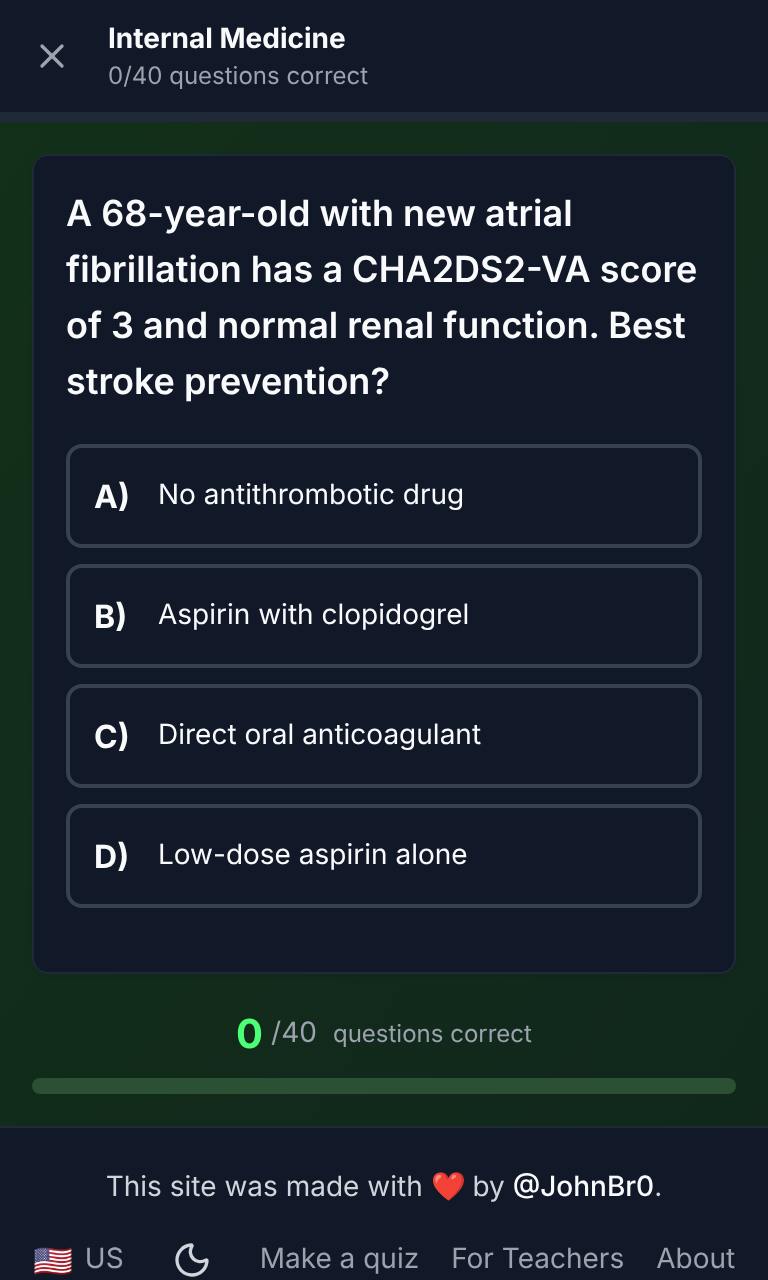 Internal Medicine
0/40 questions correct
A 68-year-old with new atrial
fibrillation has a CHA2DS2-VA score
of 3 and normal renal function. Best
stroke prevention?
A) No antithrombotic drug
B) Aspirin with clopidogrel
C) Direct oral anticoagulant
D) Low-dose aspirin alone
0 /40 questions correct
This site was made with ❤️ by @JohnBr0.
🇺🇸 US Make a quiz For Teachers About